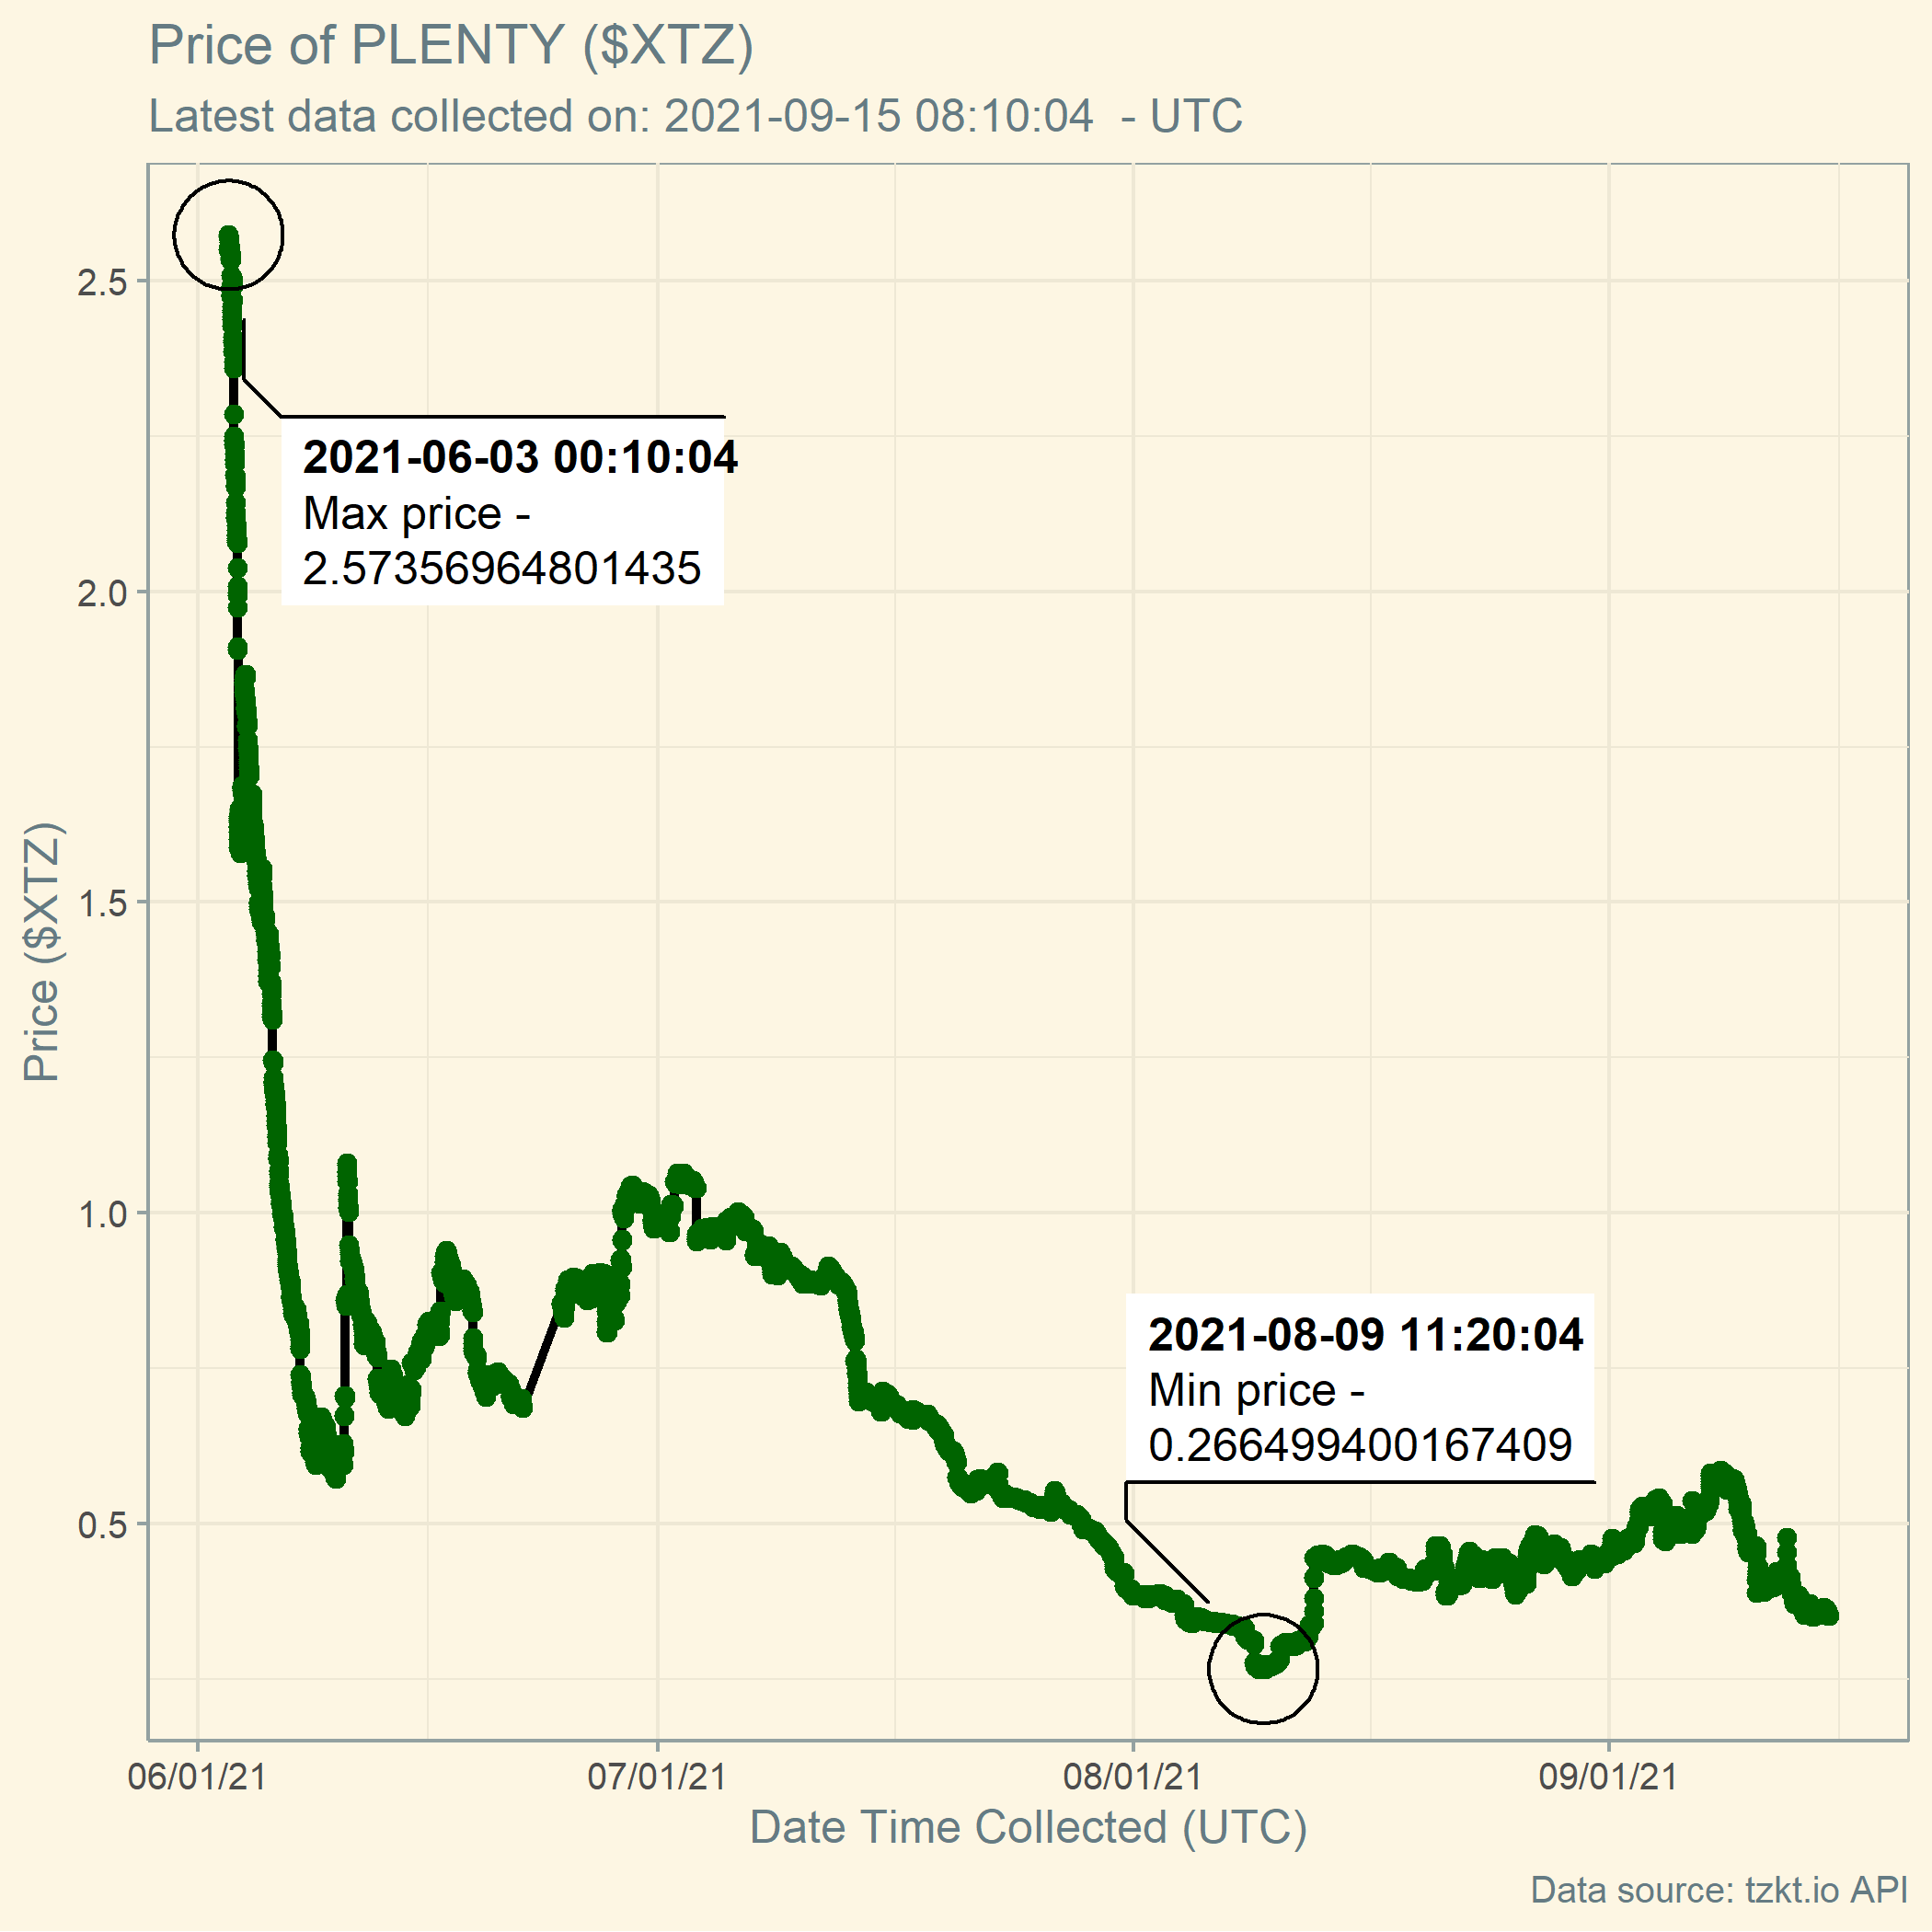 Price of PLENTY ($XTZ)
Latest data collected on: 2021-09-15 08:10:04  - UTC
2.5
2.0
1.5
1.0
0.5
Price ($XTZ)
2021-06-03 00:10:04
Max price -
2.57356964801435
2021-08-09 11:20:04
Min price -
0.266499400167409
06/01/21
07/01/21
08/01/21
09/01/21
Date Time Collected (UTC)
Data source: tzkt.io API